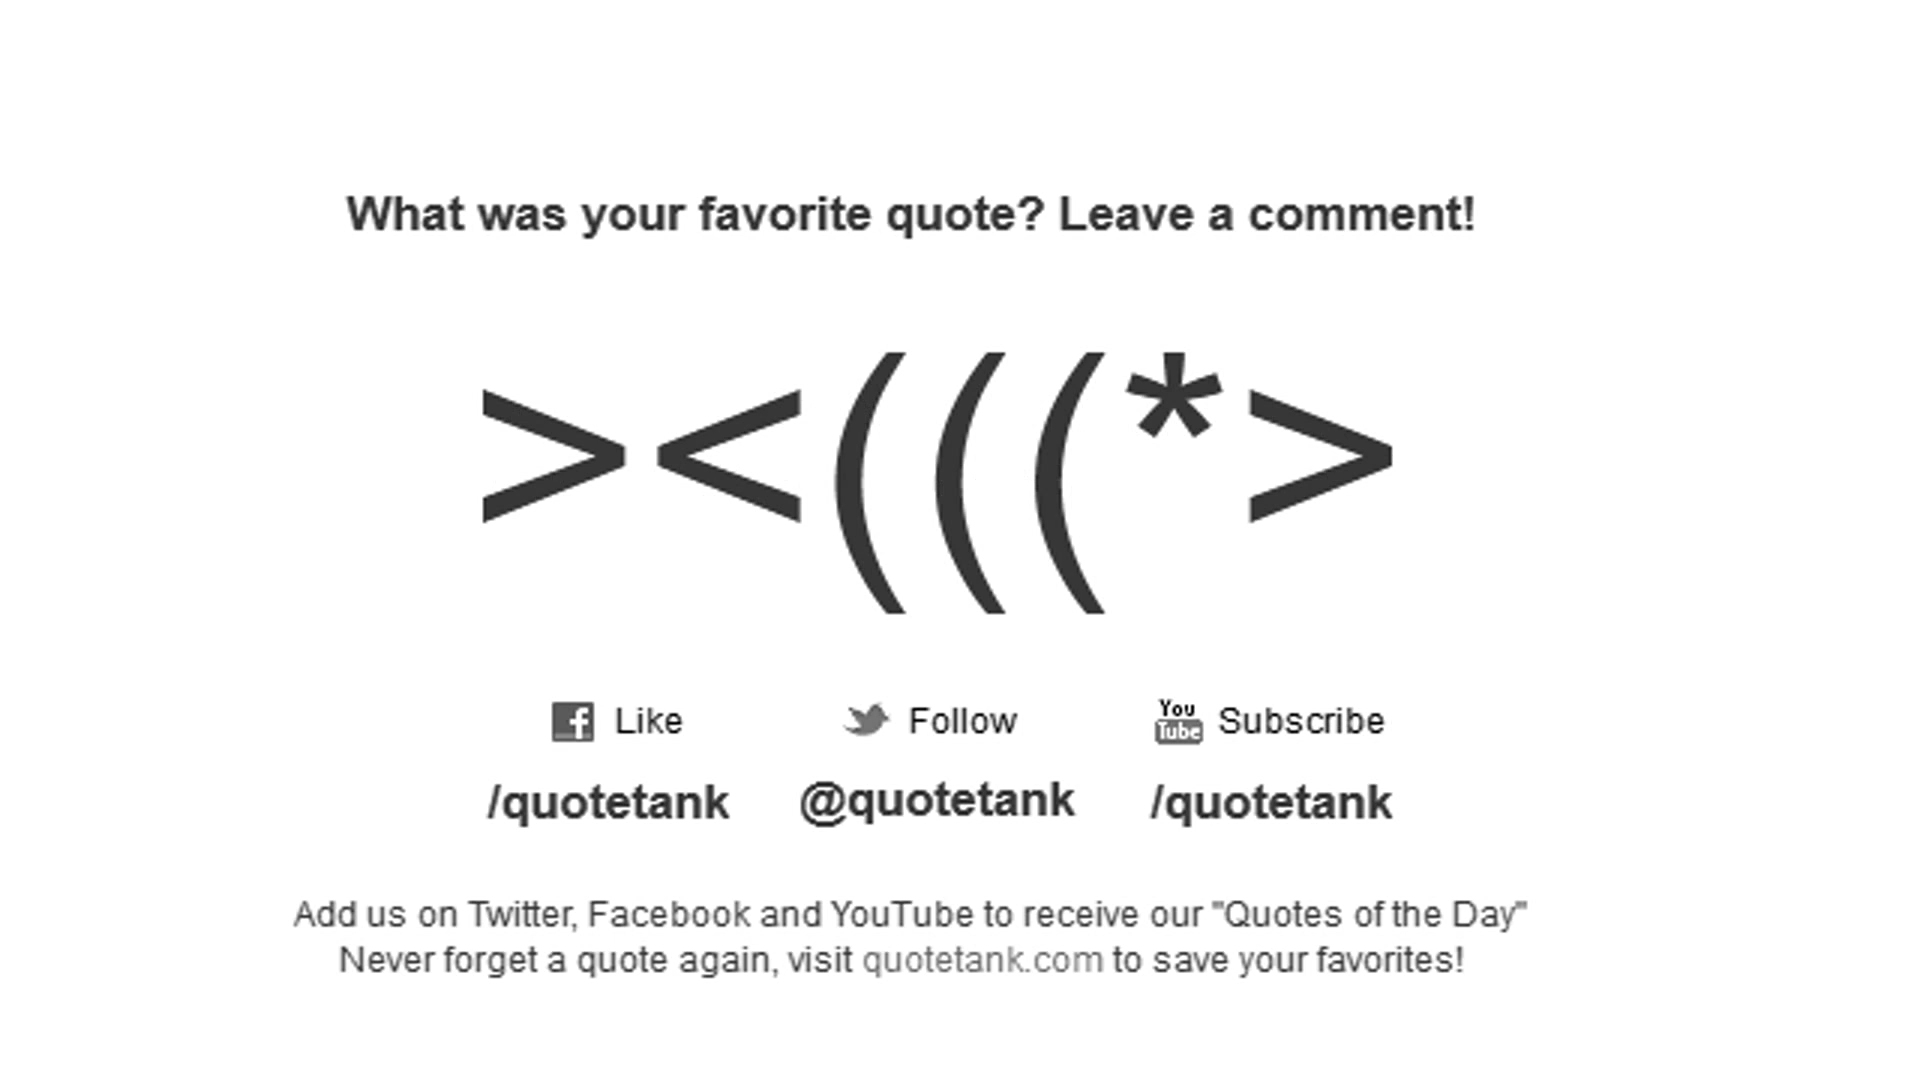 What was your favorite quote? Leave a comment!
><(((*>
f Like
Follow
You Tube Subscribe
/quotetank
@quotetank
/quotetank
Add us on Twitter, Facebook and YouTube to receive our "Quotes of the Day"
Never forget a quote again, visit quotetank.com to save your favorites!